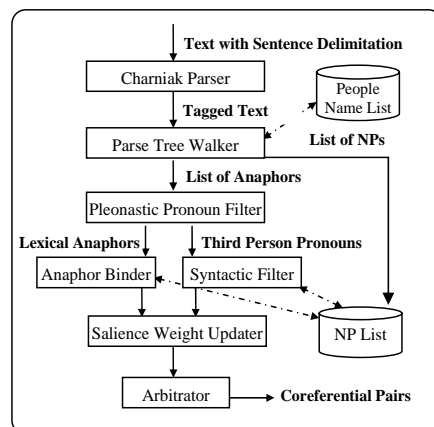 Text with Sentence Delimitation
Charniak Parser
People
Name List
Tagged Text
Parse Tree Walker
List of NPs
List of Anaphors
Pleonastic Pronoun Filter
Lexical Anaphors
Third Person Pronouns
Anaphor Binder
Syntactic Filter
Salience Weight Updater
NP List
Arbitrator
Coreferential Pairs